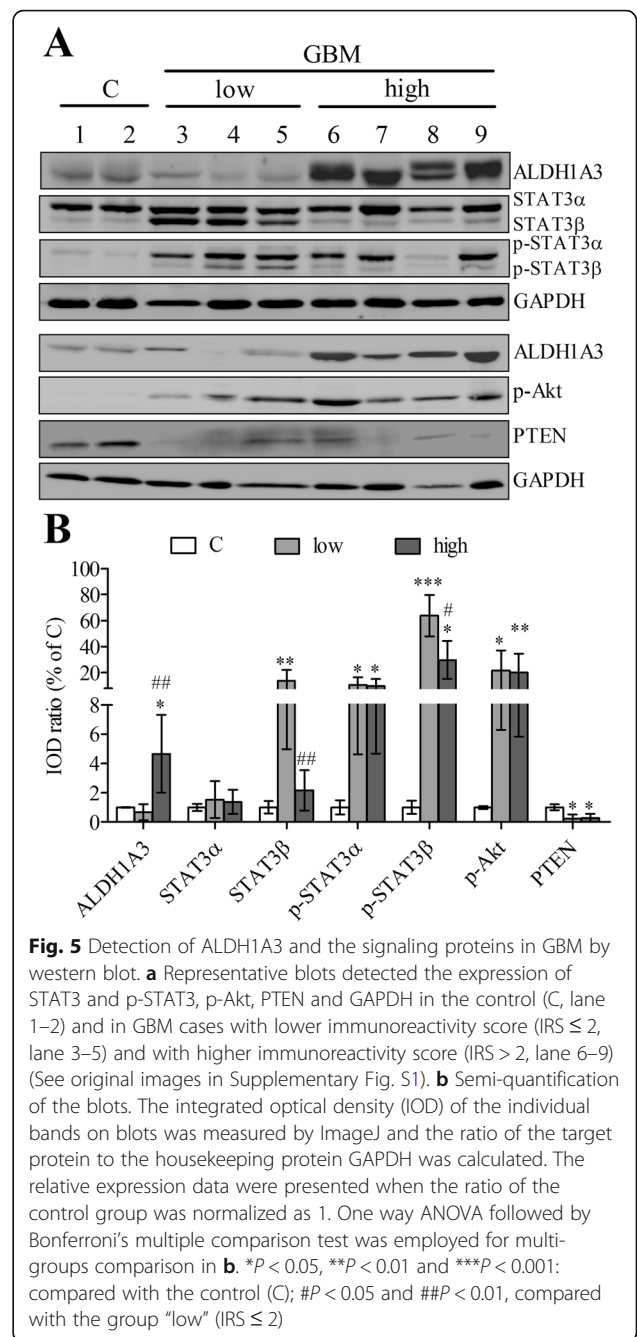 A
GBM
C low high
1 2 3 4 5 6 7 8 9
ALDH1A3
STAT3α
STAT3β
p-STAT3α
p-STAT3β
GAPDH
ALDH1A3
p-Akt
PTEN
GAPDH
B
C low high
IOD ratio (% of C)
100
80
60
40
20
8
6
4
2
0
## *
** ##
* *
*** # *
* **
* *
ALDH1A3 STAT3α STAT3β p-STAT3α p-STAT3β p-Akt PTEN
Fig. 5 Detection of ALDH1A3 and the signaling proteins in GBM by
western blot. a Representative blots detected the expression of
STAT3 and p-STAT3, p-Akt, PTEN and GAPDH in the control (C, lane
1–2) and in GBM cases with lower immunoreactivity score (IRS ≤ 2,
lane 3–5) and with higher immunoreactivity score (IRS > 2, lane 6–9)
(See original images in Supplementary Fig. S1). b Semi-quantification
of the blots. The integrated optical density (IOD) of the individual
bands on blots was measured by ImageJ and the ratio of the target
protein to the housekeeping protein GAPDH was calculated. The
relative expression data were presented when the ratio of the
control group was normalized as 1. One way ANOVA followed by
Bonferroni's multiple comparison test was employed for multi-
groups comparison in b. *P < 0.05, **P < 0.01 and ***P < 0.001:
compared with the control (C); #P < 0.05 and ##P < 0.01, compared
with the group "low" (IRS ≤ 2)